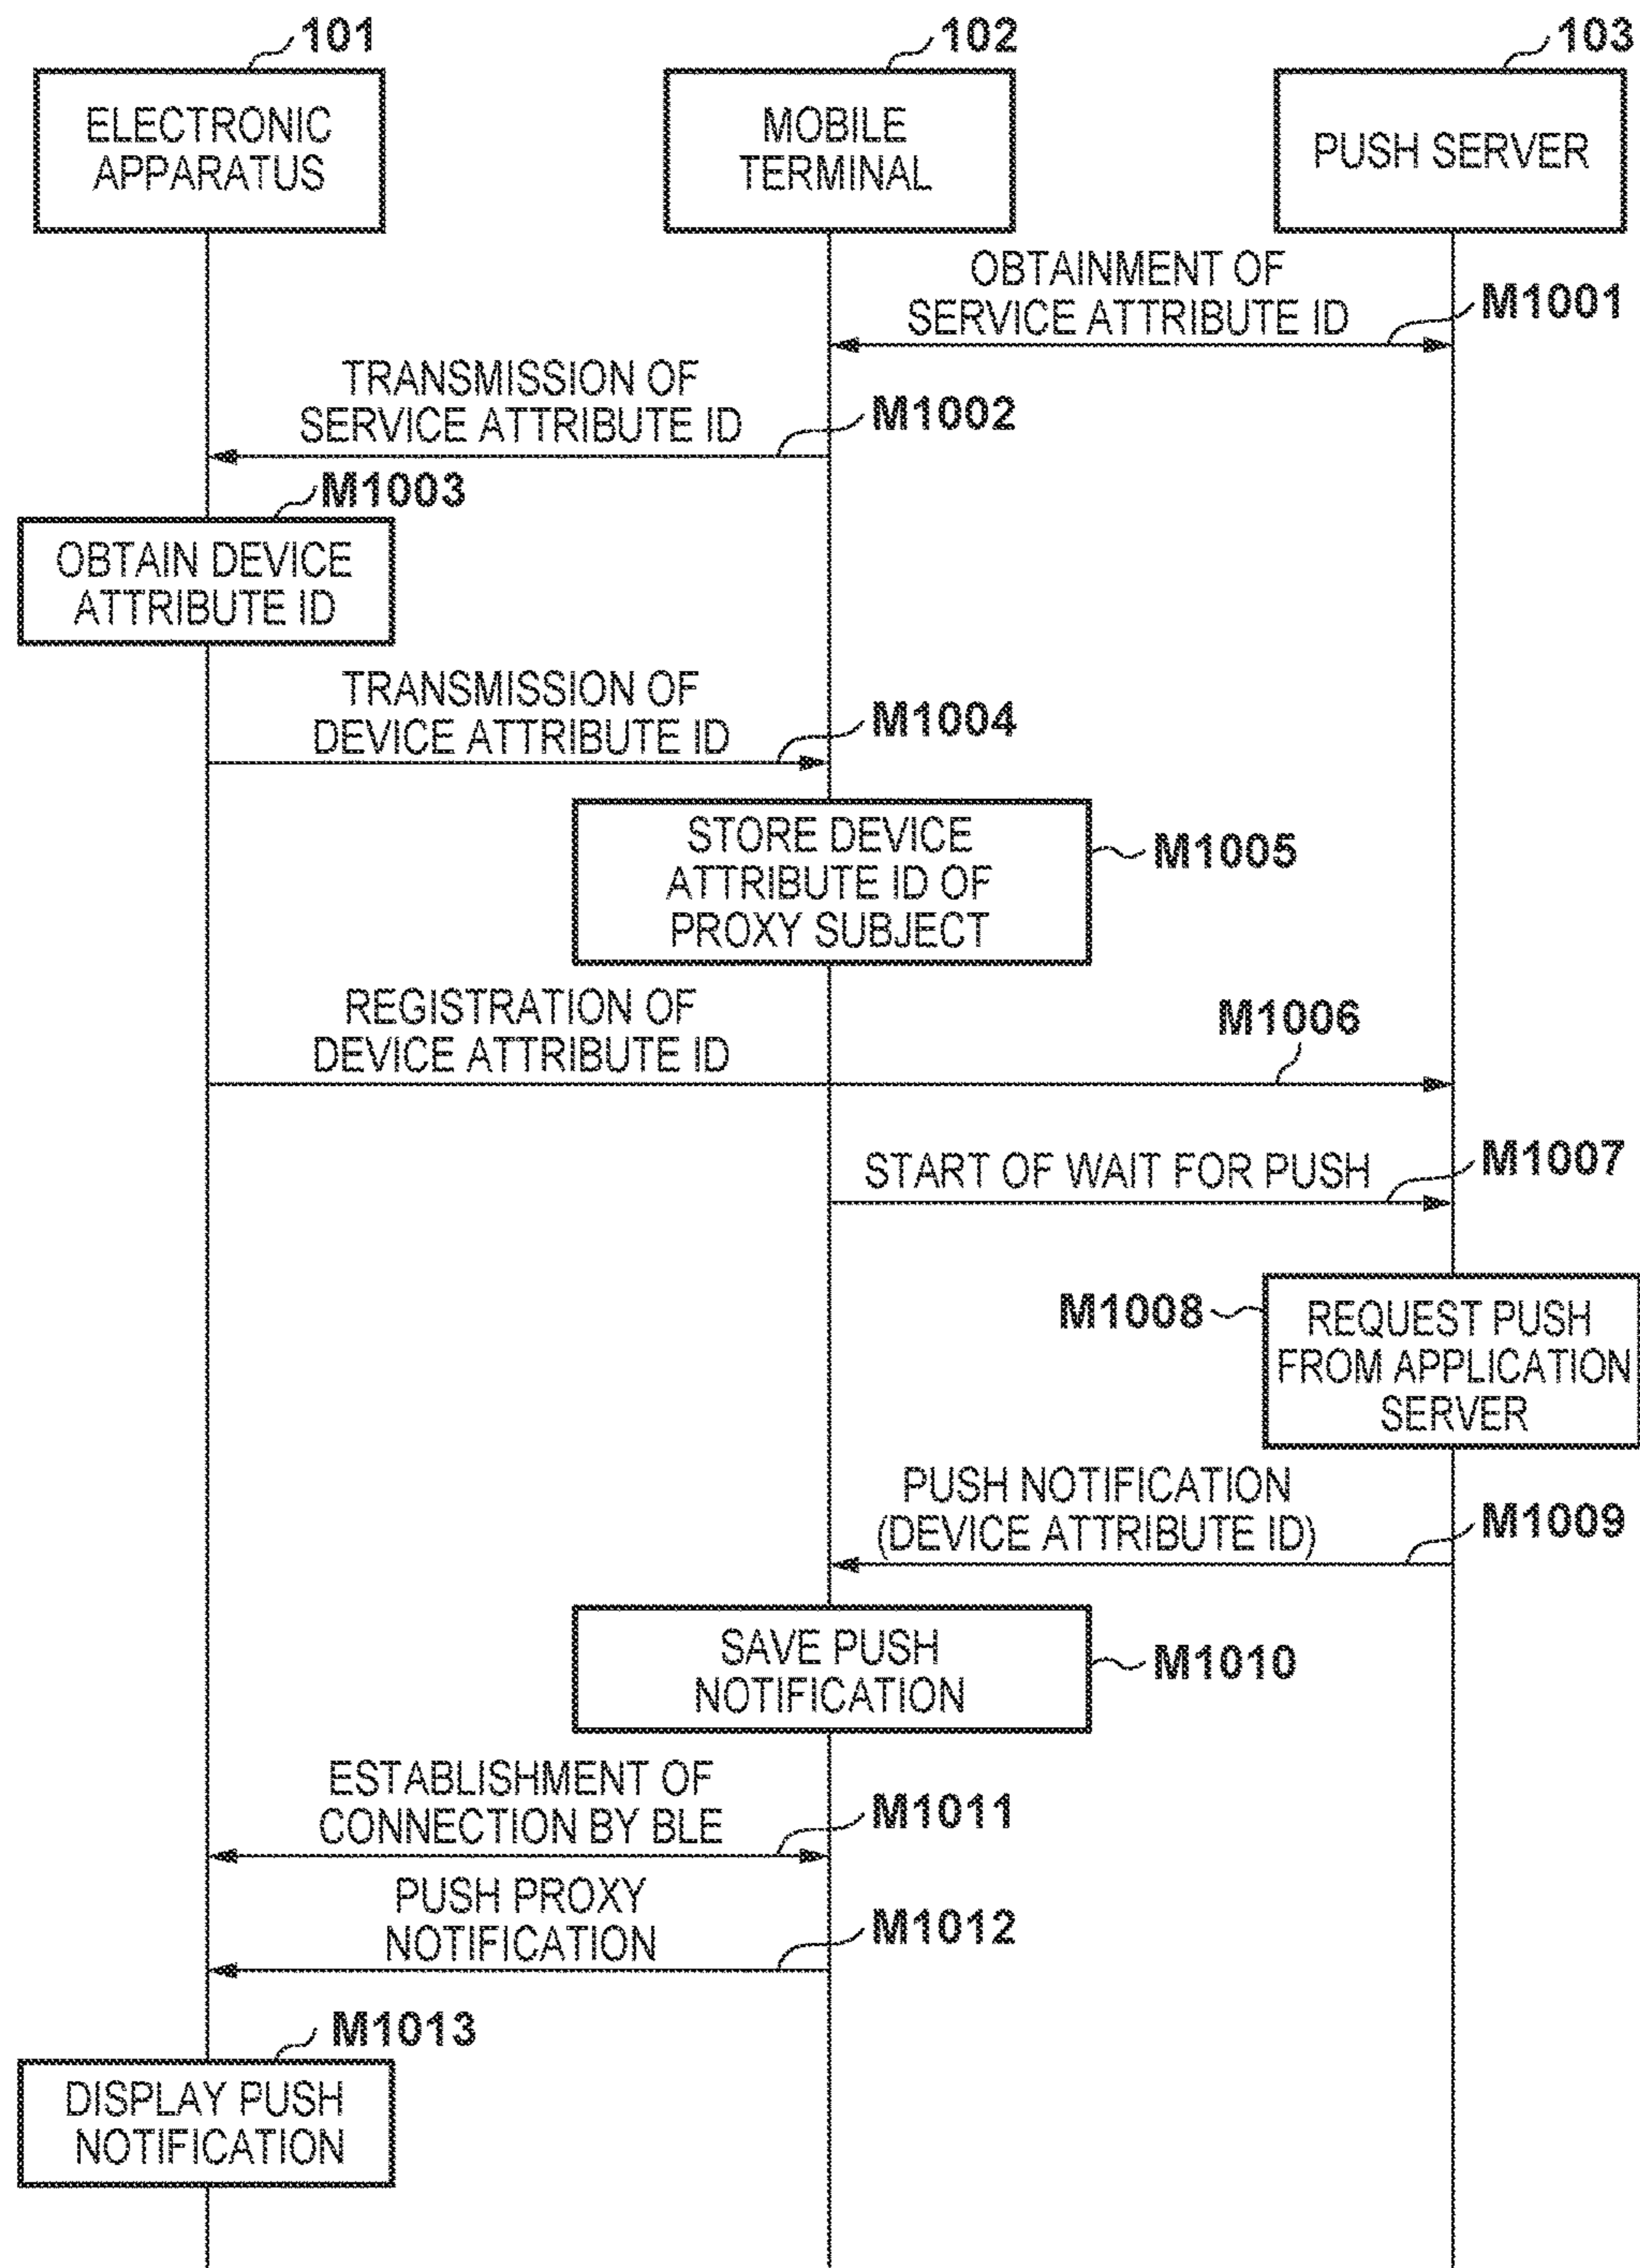 101
102
103
ELECTRONIC
APPARATUS
MOBILE
TERMINAL
PUSH SERVER
OBTAINMENT OF
SERVICE ATTRIBUTE ID
M1001
TRANSMISSION OF
SERVICE ATTRIBUTE ID
M1002
M1003
OBTAIN DEVICE
ATTRIBUTE ID
TRANSMISSION OF
DEVICE ATTRIBUTE ID
M1004
STORE DEVICE
ATTRIBUTE ID OF
PROXY SUBJECT
M1005
REGISTRATION OF
DEVICE ATTRIBUTE ID
M1006
START OF WAIT FOR PUSH
M1007
M1008
REQUEST PUSH
FROM APPLICATION
SERVER
PUSH NOTIFICATION
(DEVICE ATTRIBUTE ID)
M1009
SAVE PUSH
NOTIFICATION
M1010
ESTABLISHMENT OF
CONNECTION BY BLE
M1011
PUSH PROXY
NOTIFICATION
M1012
M1013
DISPLAY PUSH
NOTIFICATION